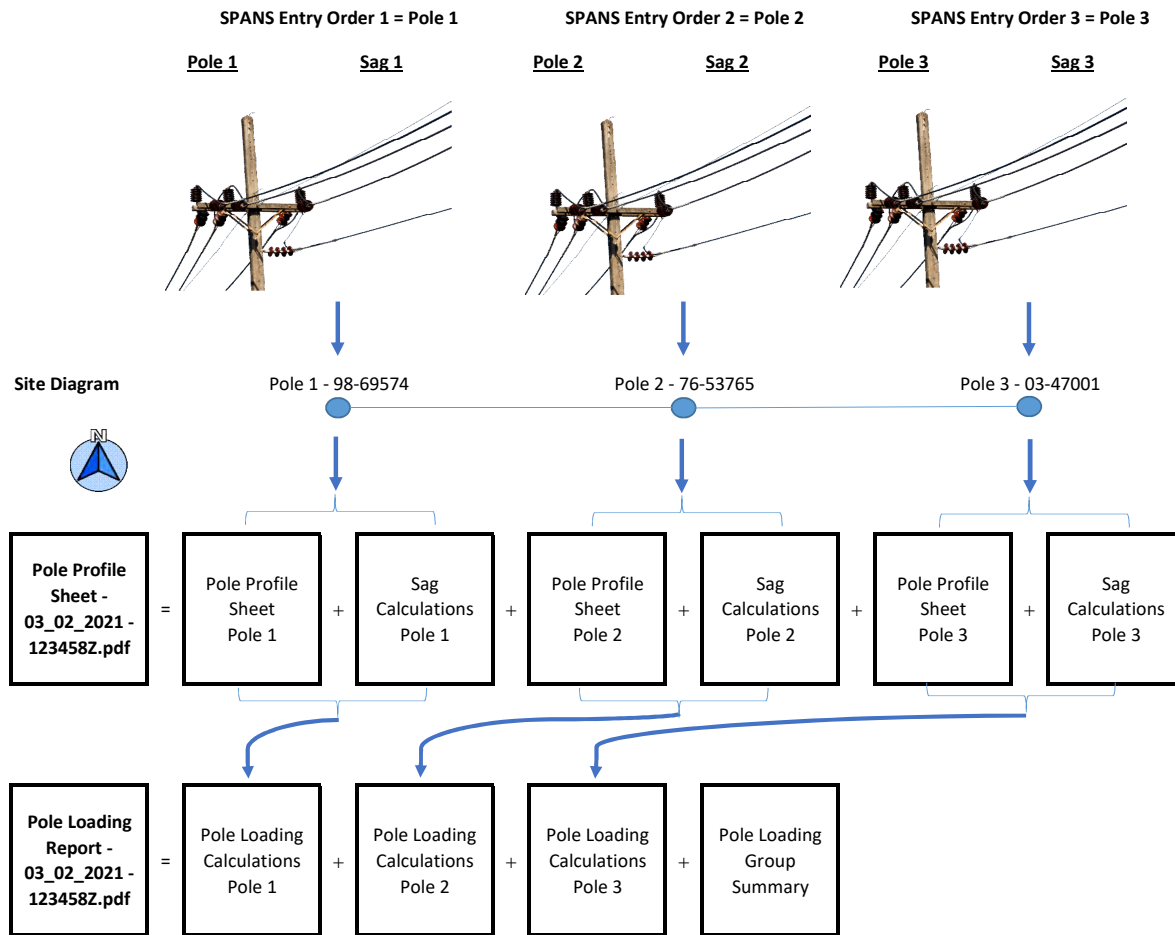 SPANS Entry Order 1 = Pole 1
SPANS Entry Order 2 = Pole 2
SPANS Entry Order 3 = Pole 3
Pole 1
Sag 1
Pole 2
Sag 2
Pole 3
Sag 3
Site Diagram
Pole 1 - 98-69574
Pole 2 - 76-53765
Pole 3 - 03-47001
N
Pole Profile
Sheet -
03_02_2021 -
123458Z.pdf
=
Pole Profile
Sheet
Pole 1
+
Sag
Calculations
Pole 1
+
Pole Profile
Sheet
Pole 2
+
Sag
Calculations
Pole 2
+
Pole Profile
Sheet
Pole 3
+
Sag
Calculations
Pole 3
Pole Loading
Report -
03_02_2021 -
123458Z.pdf
=
Pole Loading
Calculations
Pole 1
+
Pole Loading
Calculations
Pole 2
+
Pole Loading
Calculations
Pole 3
+
Pole Loading
Group
Summary